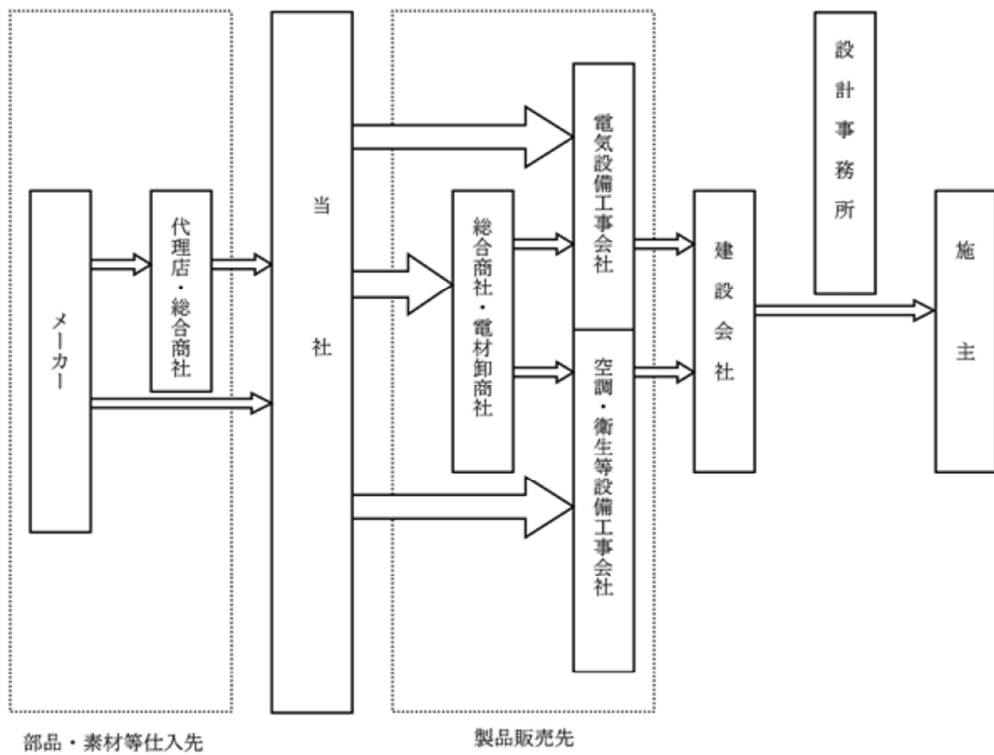 メーカー
代理店・総合商社
当社
総合商社・電材卸商社
電気設備工事会社
空調・衛生等設備工事会社
建設会社
設計事務所
施主
部品・素材等仕入先
製品販売先